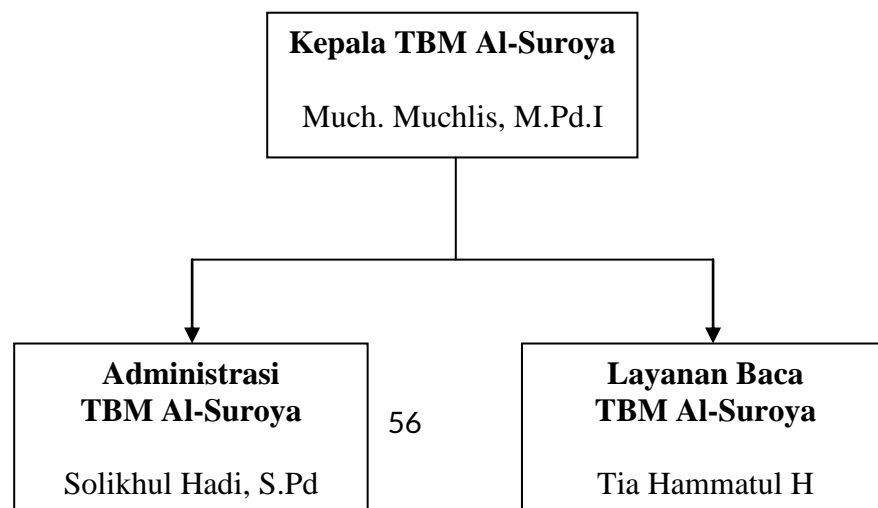 Kepala TBM Al-Suroya
Much. Muchlis, M.Pd.I
Administrasi
TBM Al-Suroya
Solikhul Hadi, S.Pd
56
Layanan Baca
TBM Al-Suroya
Tia Hammatul H